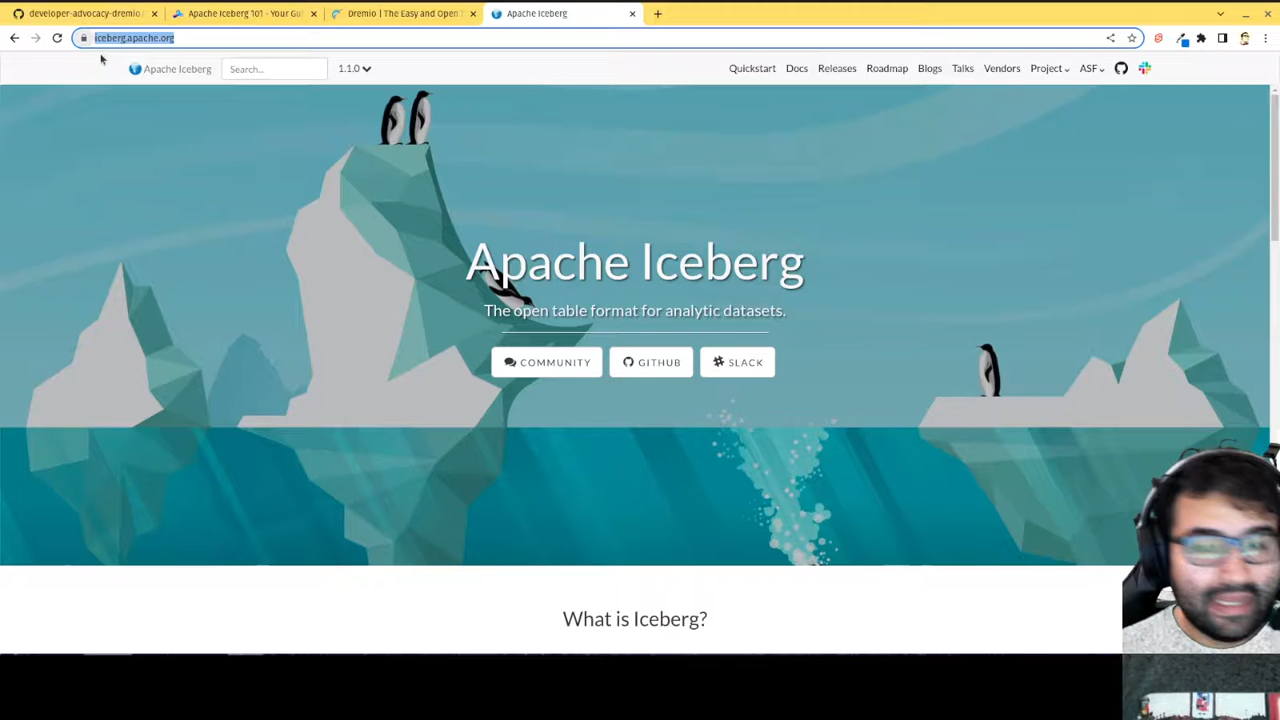 developer-advocacy-dremio
Apache Iceberg 101 - Your Gu
Dremio | The Easy and Open
Apache Iceberg
iceberg.apache.org
Apache Iceberg
Search...
1.1.0
Quickstart
Docs
Releases
Roadmap
Blogs
Talks
Vendors
Project
ASF
Apache Iceberg
The open table format for analytic datasets.
COMMUNITY
GITHUB
SLACK
What is Iceberg?